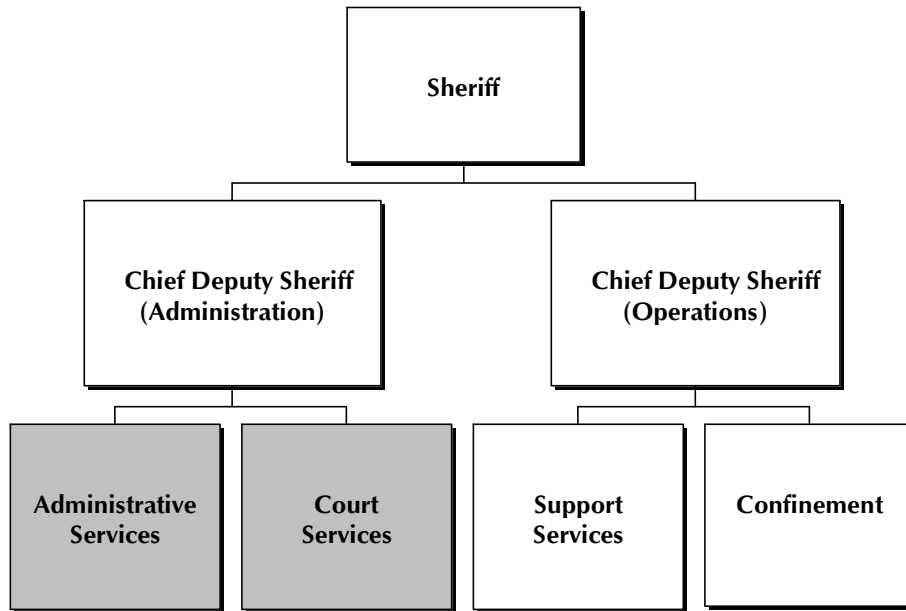 Sheriff
Chief Deputy Sheriff
(Administration)
Chief Deputy Sheriff
(Operations)
Administrative
Services
Court
Services
Support
Services
Confinement